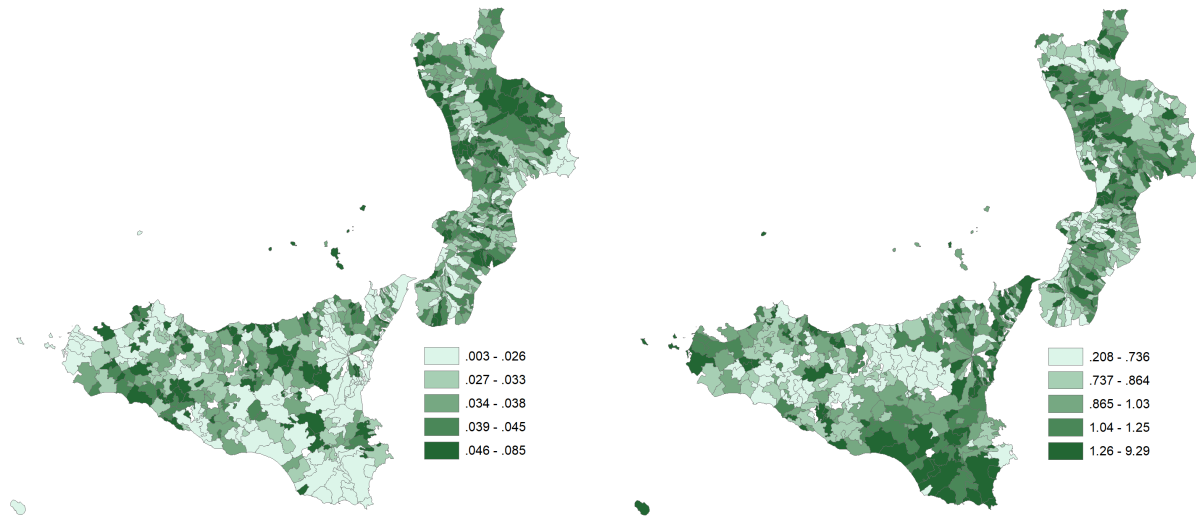 .003 - .026
.027 - .033
.034 - .038
.039 - .045
.046 - .085
.208 - .736
.737 - .864
.865 - 1.03
1.04 - 1.25
1.26 - 9.29